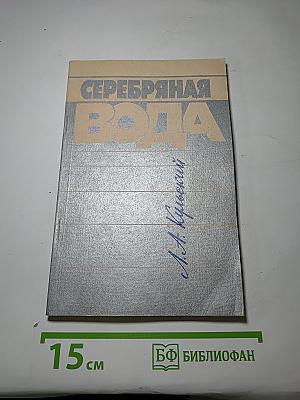 СЕРЕБРЯНАЯ
ВОДА
Л.А. Кульский
15 см
БФ БИБЛИОФАН